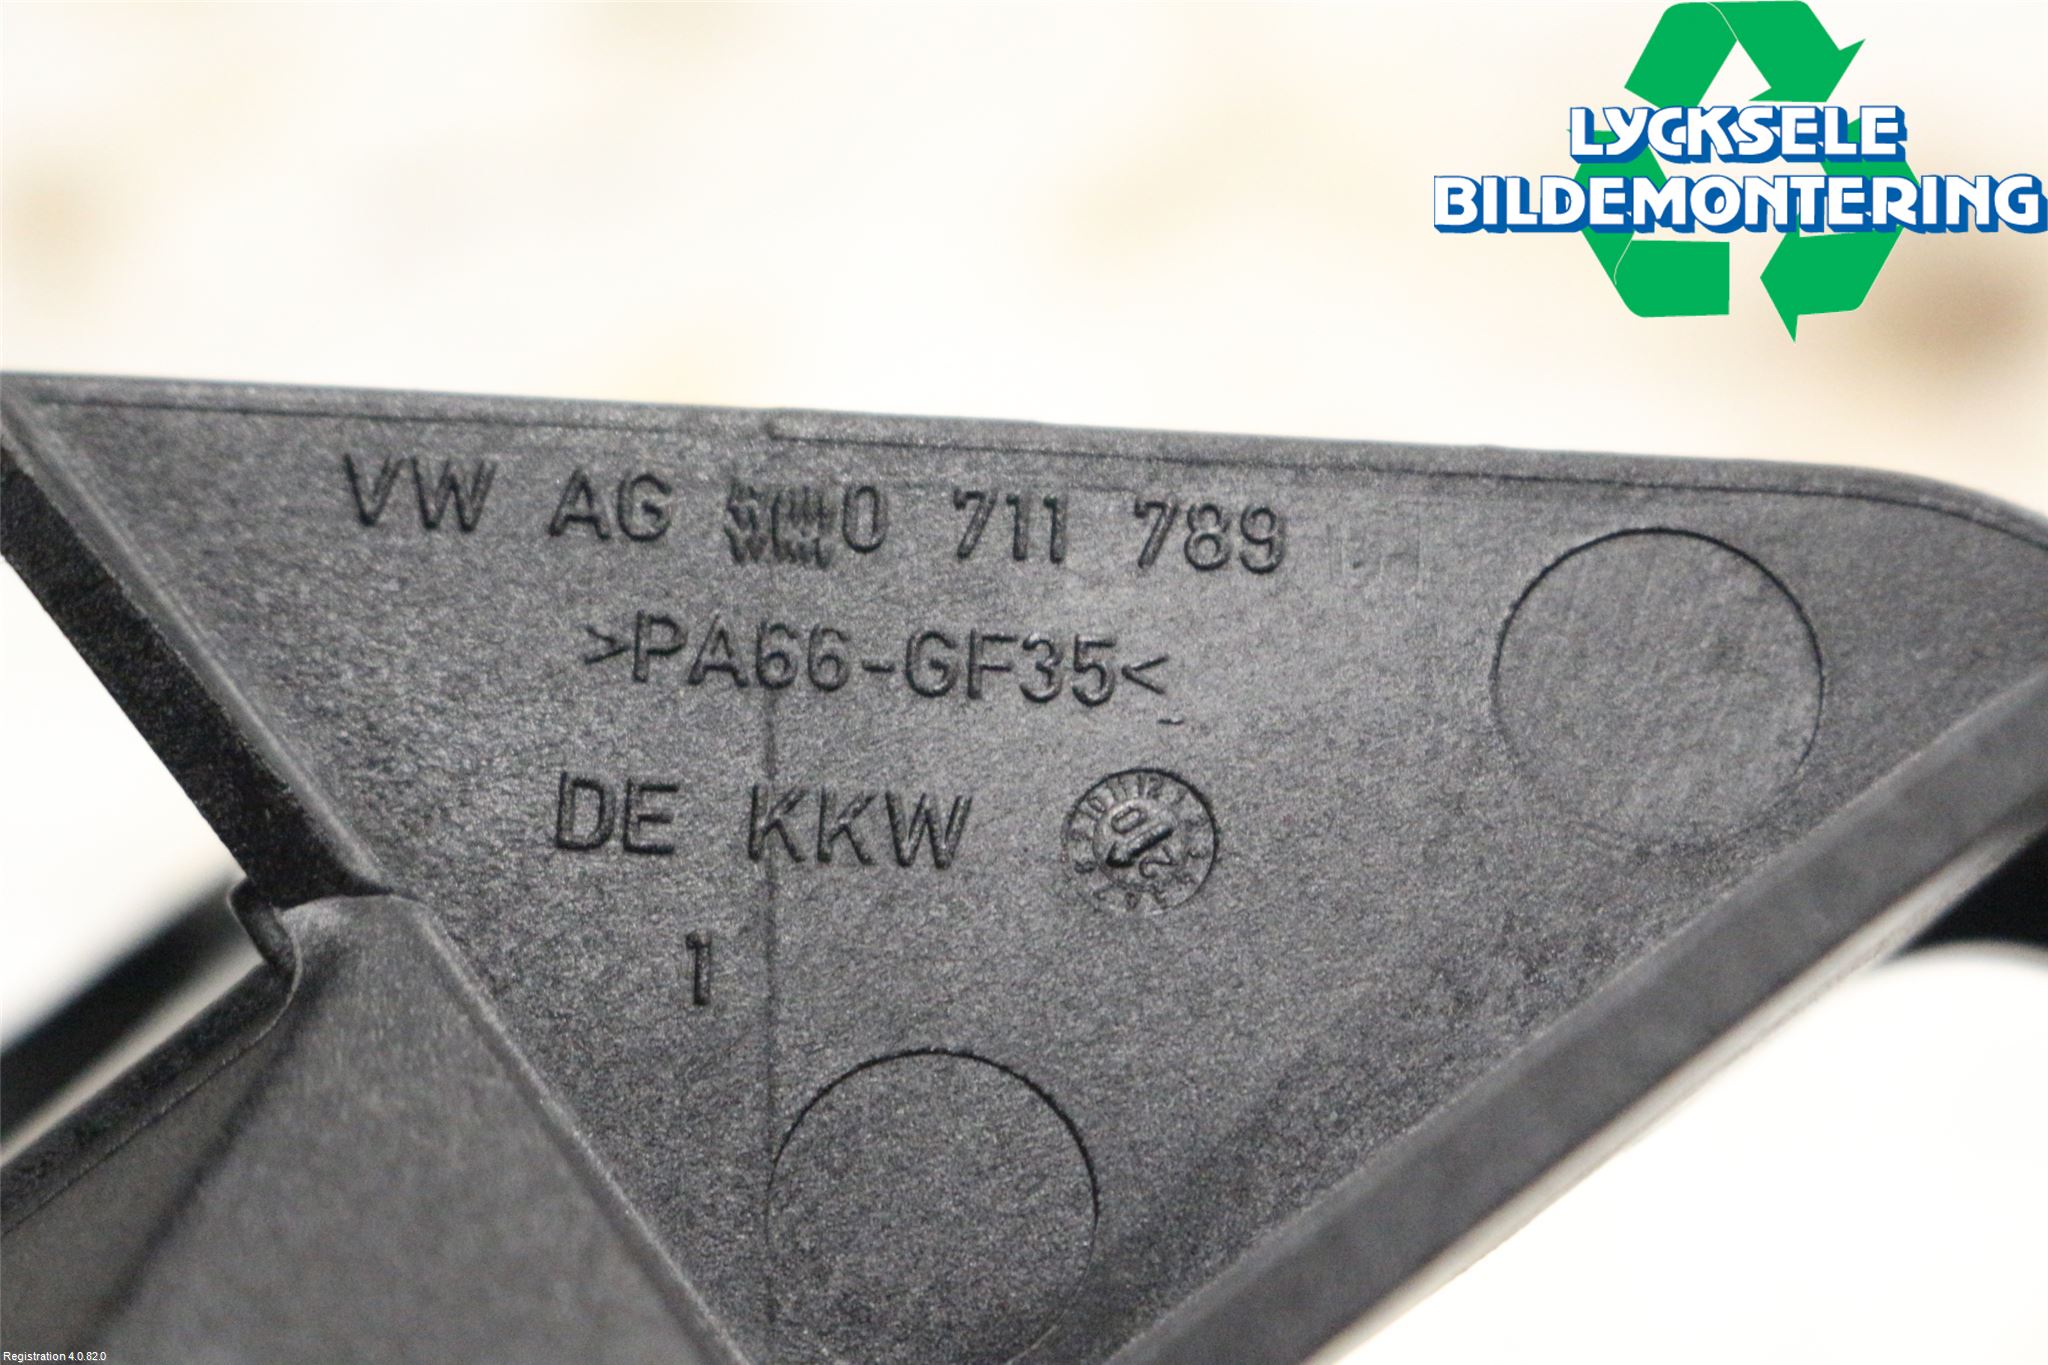 LYCKSELE
BILDEMONTERING
VW AG 0 711 789
>PA66-GF35<
DE KKW
1
Registration 4.0.82.0